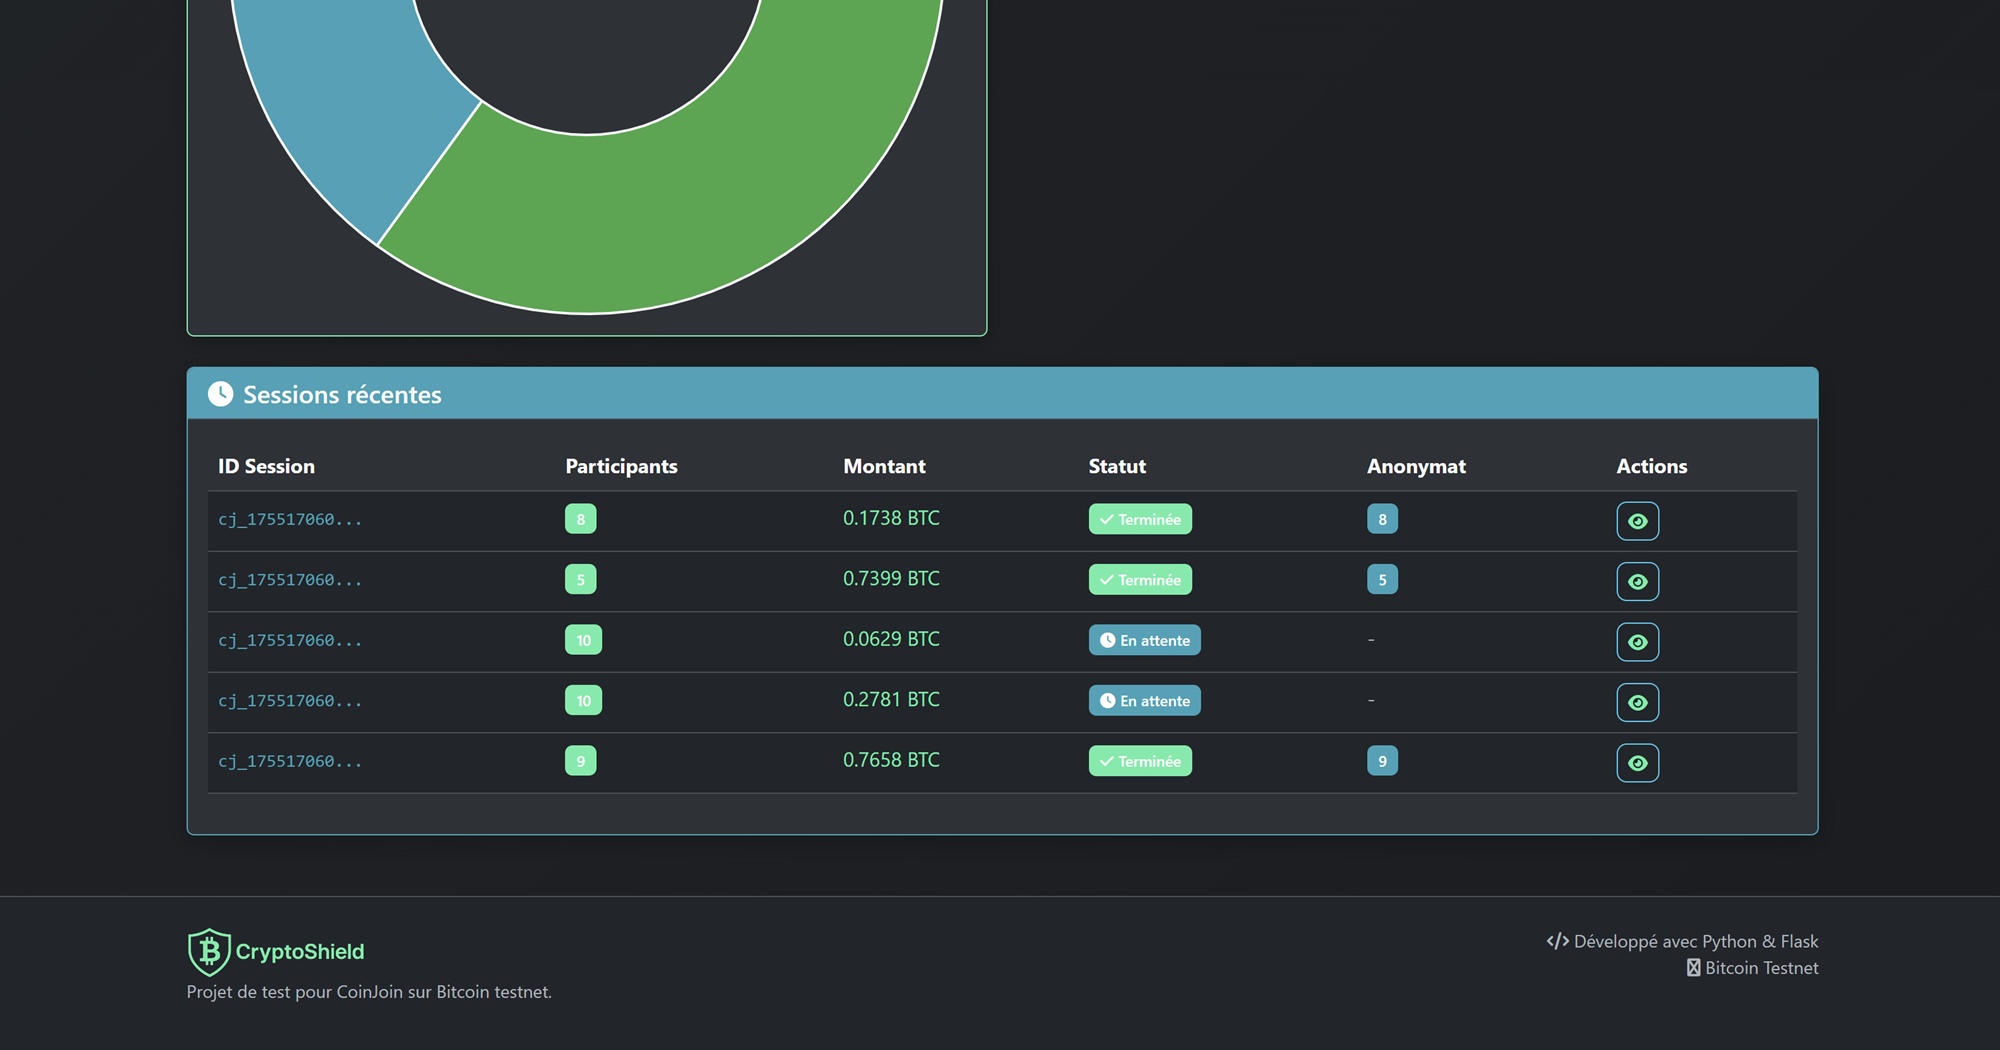 Sessions récentes
ID Session Participants Montant Statut Anonymat Actions
cj_175517060... 8 0.1738 BTC Terminée 8
cj_175517060... 5 0.7399 BTC Terminée 5
cj_175517060... 10 0.0629 BTC En attente -
cj_175517060... 10 0.2781 BTC En attente -
cj_175517060... 9 0.7658 BTC Terminée 9
CryptoShield
Projet de test pour CoinJoin sur Bitcoin testnet.
</> Développé avec Python & Flask
Bitcoin Testnet